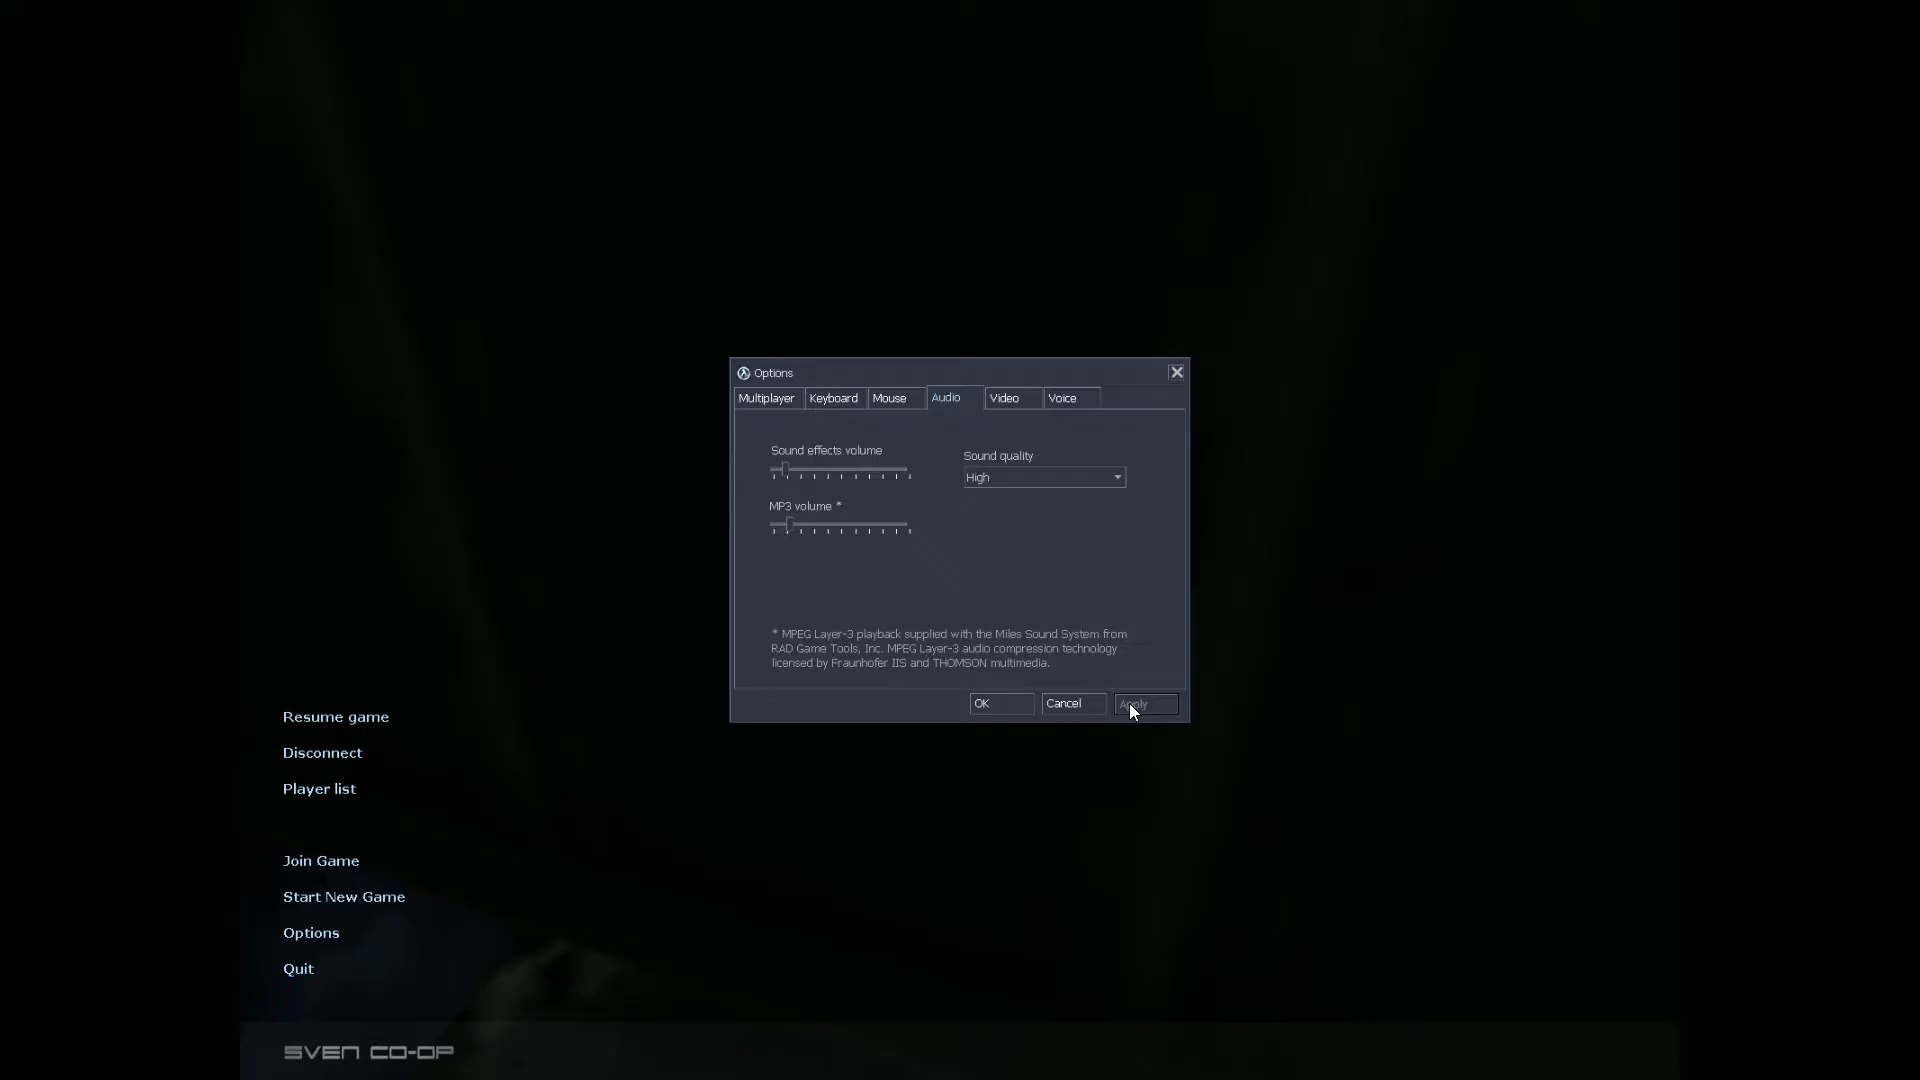 Options
Multiplayer Keyboard Mouse Audio Video Voice
Sound effects volume
Sound quality
High
MP3 volume *
* MPEG Layer-3 playback supplied with the Miles Sound System from
RAD Game Tools, Inc. MPEG Layer-3 audio compression technology
licensed by Fraunhofer IIS and THOMSON multimedia.
OK Cancel Apply
Resume game
Disconnect
Player list
Join Game
Start New Game
Options
Quit
SVEN CO-OP